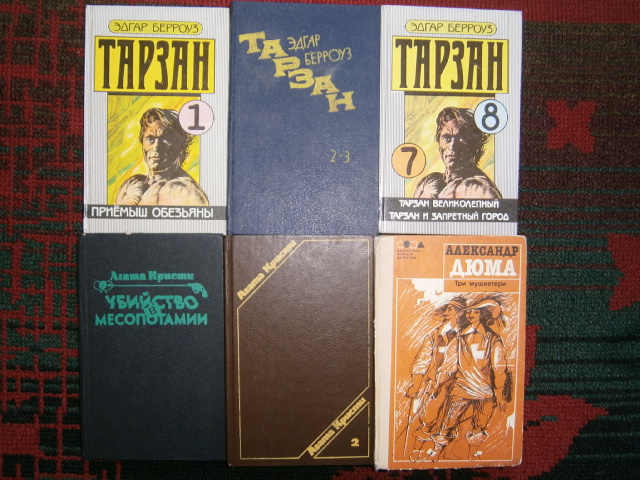 ЭДГАР БЕРРОУЗ
ТАРЗАН
1
ПРИЁМЫШ ОБЕЗЬЯНЫ
ЭДГАР
БЕРРОУЗ
ТАРЗАН
2·3
ЭДГАР БЕРРОУЗ
ТАРЗАН
8
7
ТАРЗАН ВЕЛИКОЛЕПНЫЙ
ТАРЗАН И ЗАПРЕТНЫЙ ГОРОД
Агата Кристи
УБИЙСТВО
В
МЕСОПОТАМИИ
Агата Кристи
Агата Кристи
2
АЛЕКСАНДР
ДЮМА
Три мушкетери